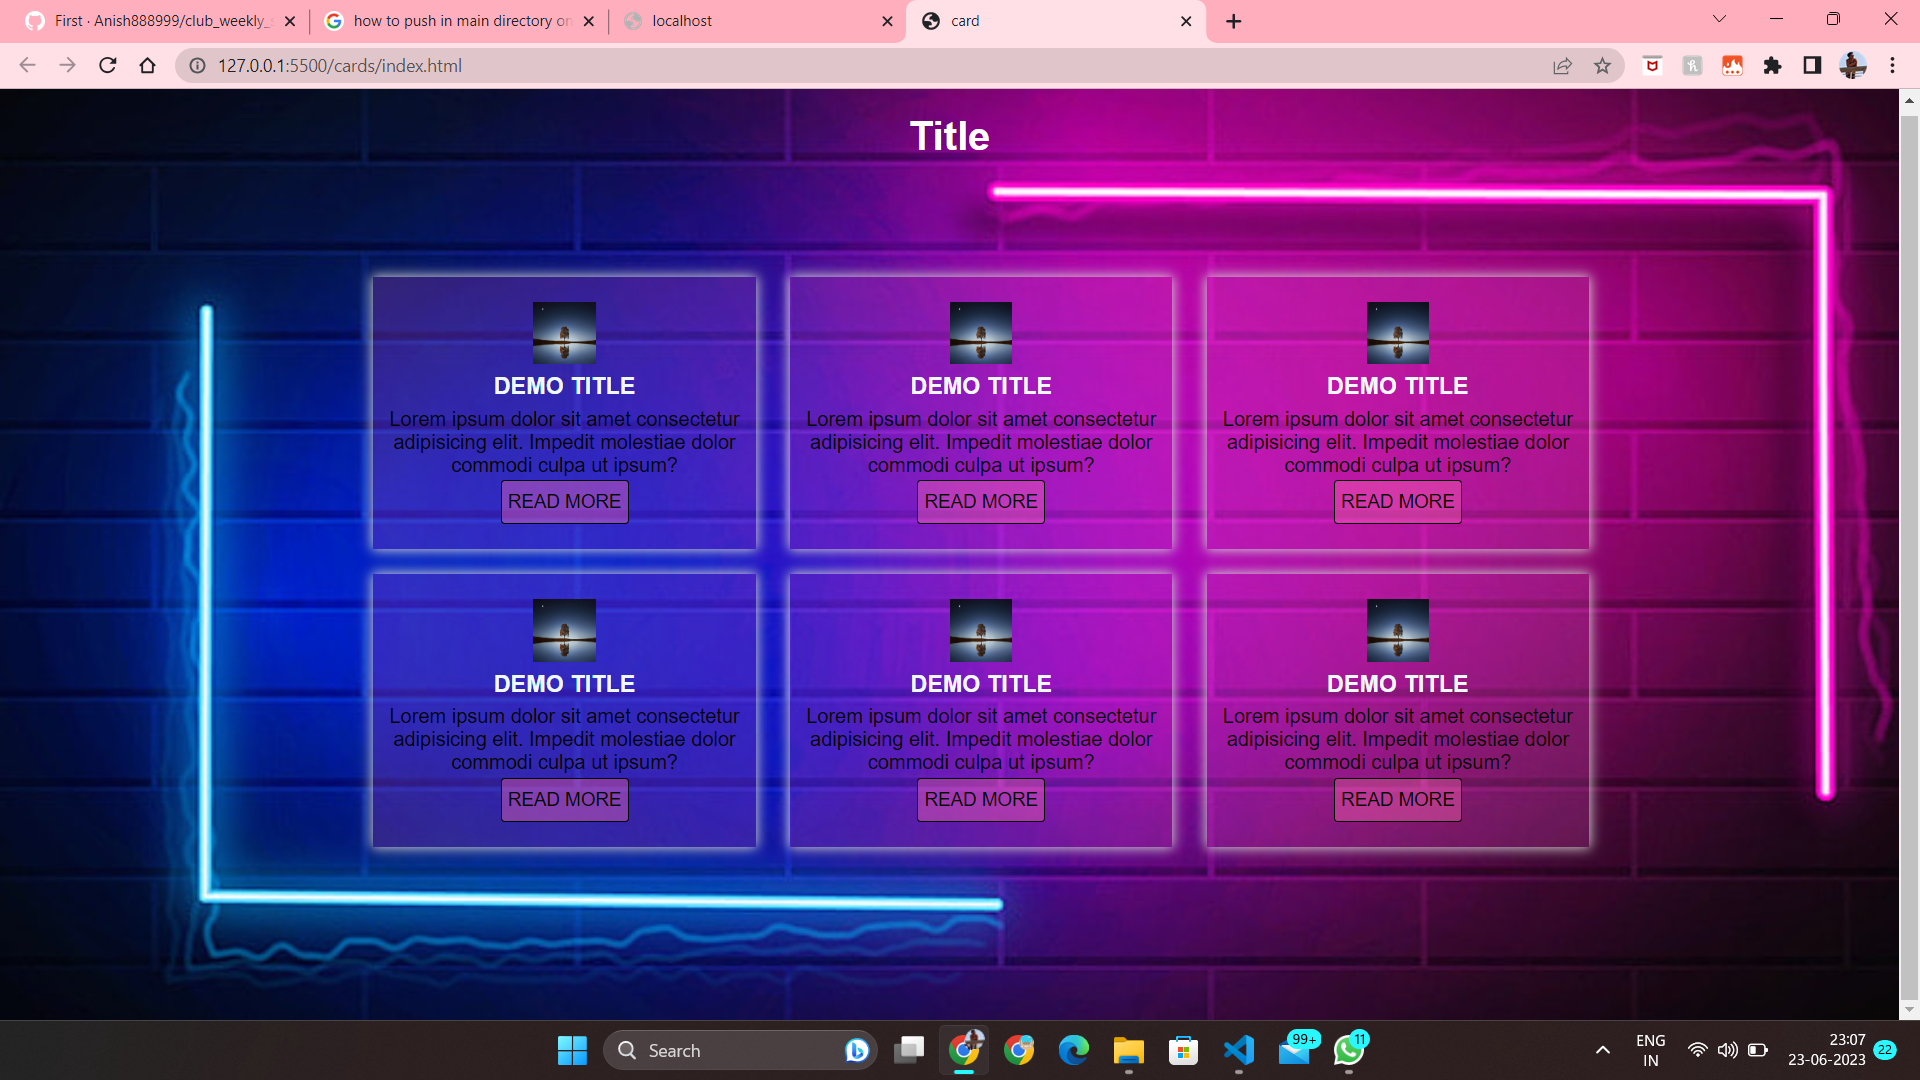 First · Anish888999/club_weekly_s
how to push in main directory on
localhost
card
127.0.0.1:5500/cards/index.html
Title
DEMO TITLE
Lorem ipsum dolor sit amet consectetur
adipisicing elit. Impedit molestiae dolor
commodi culpa ut ipsum?
READ MORE
DEMO TITLE
Lorem ipsum dolor sit amet consectetur
adipisicing elit. Impedit molestiae dolor
commodi culpa ut ipsum?
READ MORE
DEMO TITLE
Lorem ipsum dolor sit amet consectetur
adipisicing elit. Impedit molestiae dolor
commodi culpa ut ipsum?
READ MORE
DEMO TITLE
Lorem ipsum dolor sit amet consectetur
adipisicing elit. Impedit molestiae dolor
commodi culpa ut ipsum?
READ MORE
DEMO TITLE
Lorem ipsum dolor sit amet consectetur
adipisicing elit. Impedit molestiae dolor
commodi culpa ut ipsum?
READ MORE
DEMO TITLE
Lorem ipsum dolor sit amet consectetur
adipisicing elit. Impedit molestiae dolor
commodi culpa ut ipsum?
READ MORE
Search
99+
11
ENG
IN
23:07
23-06-2023
22